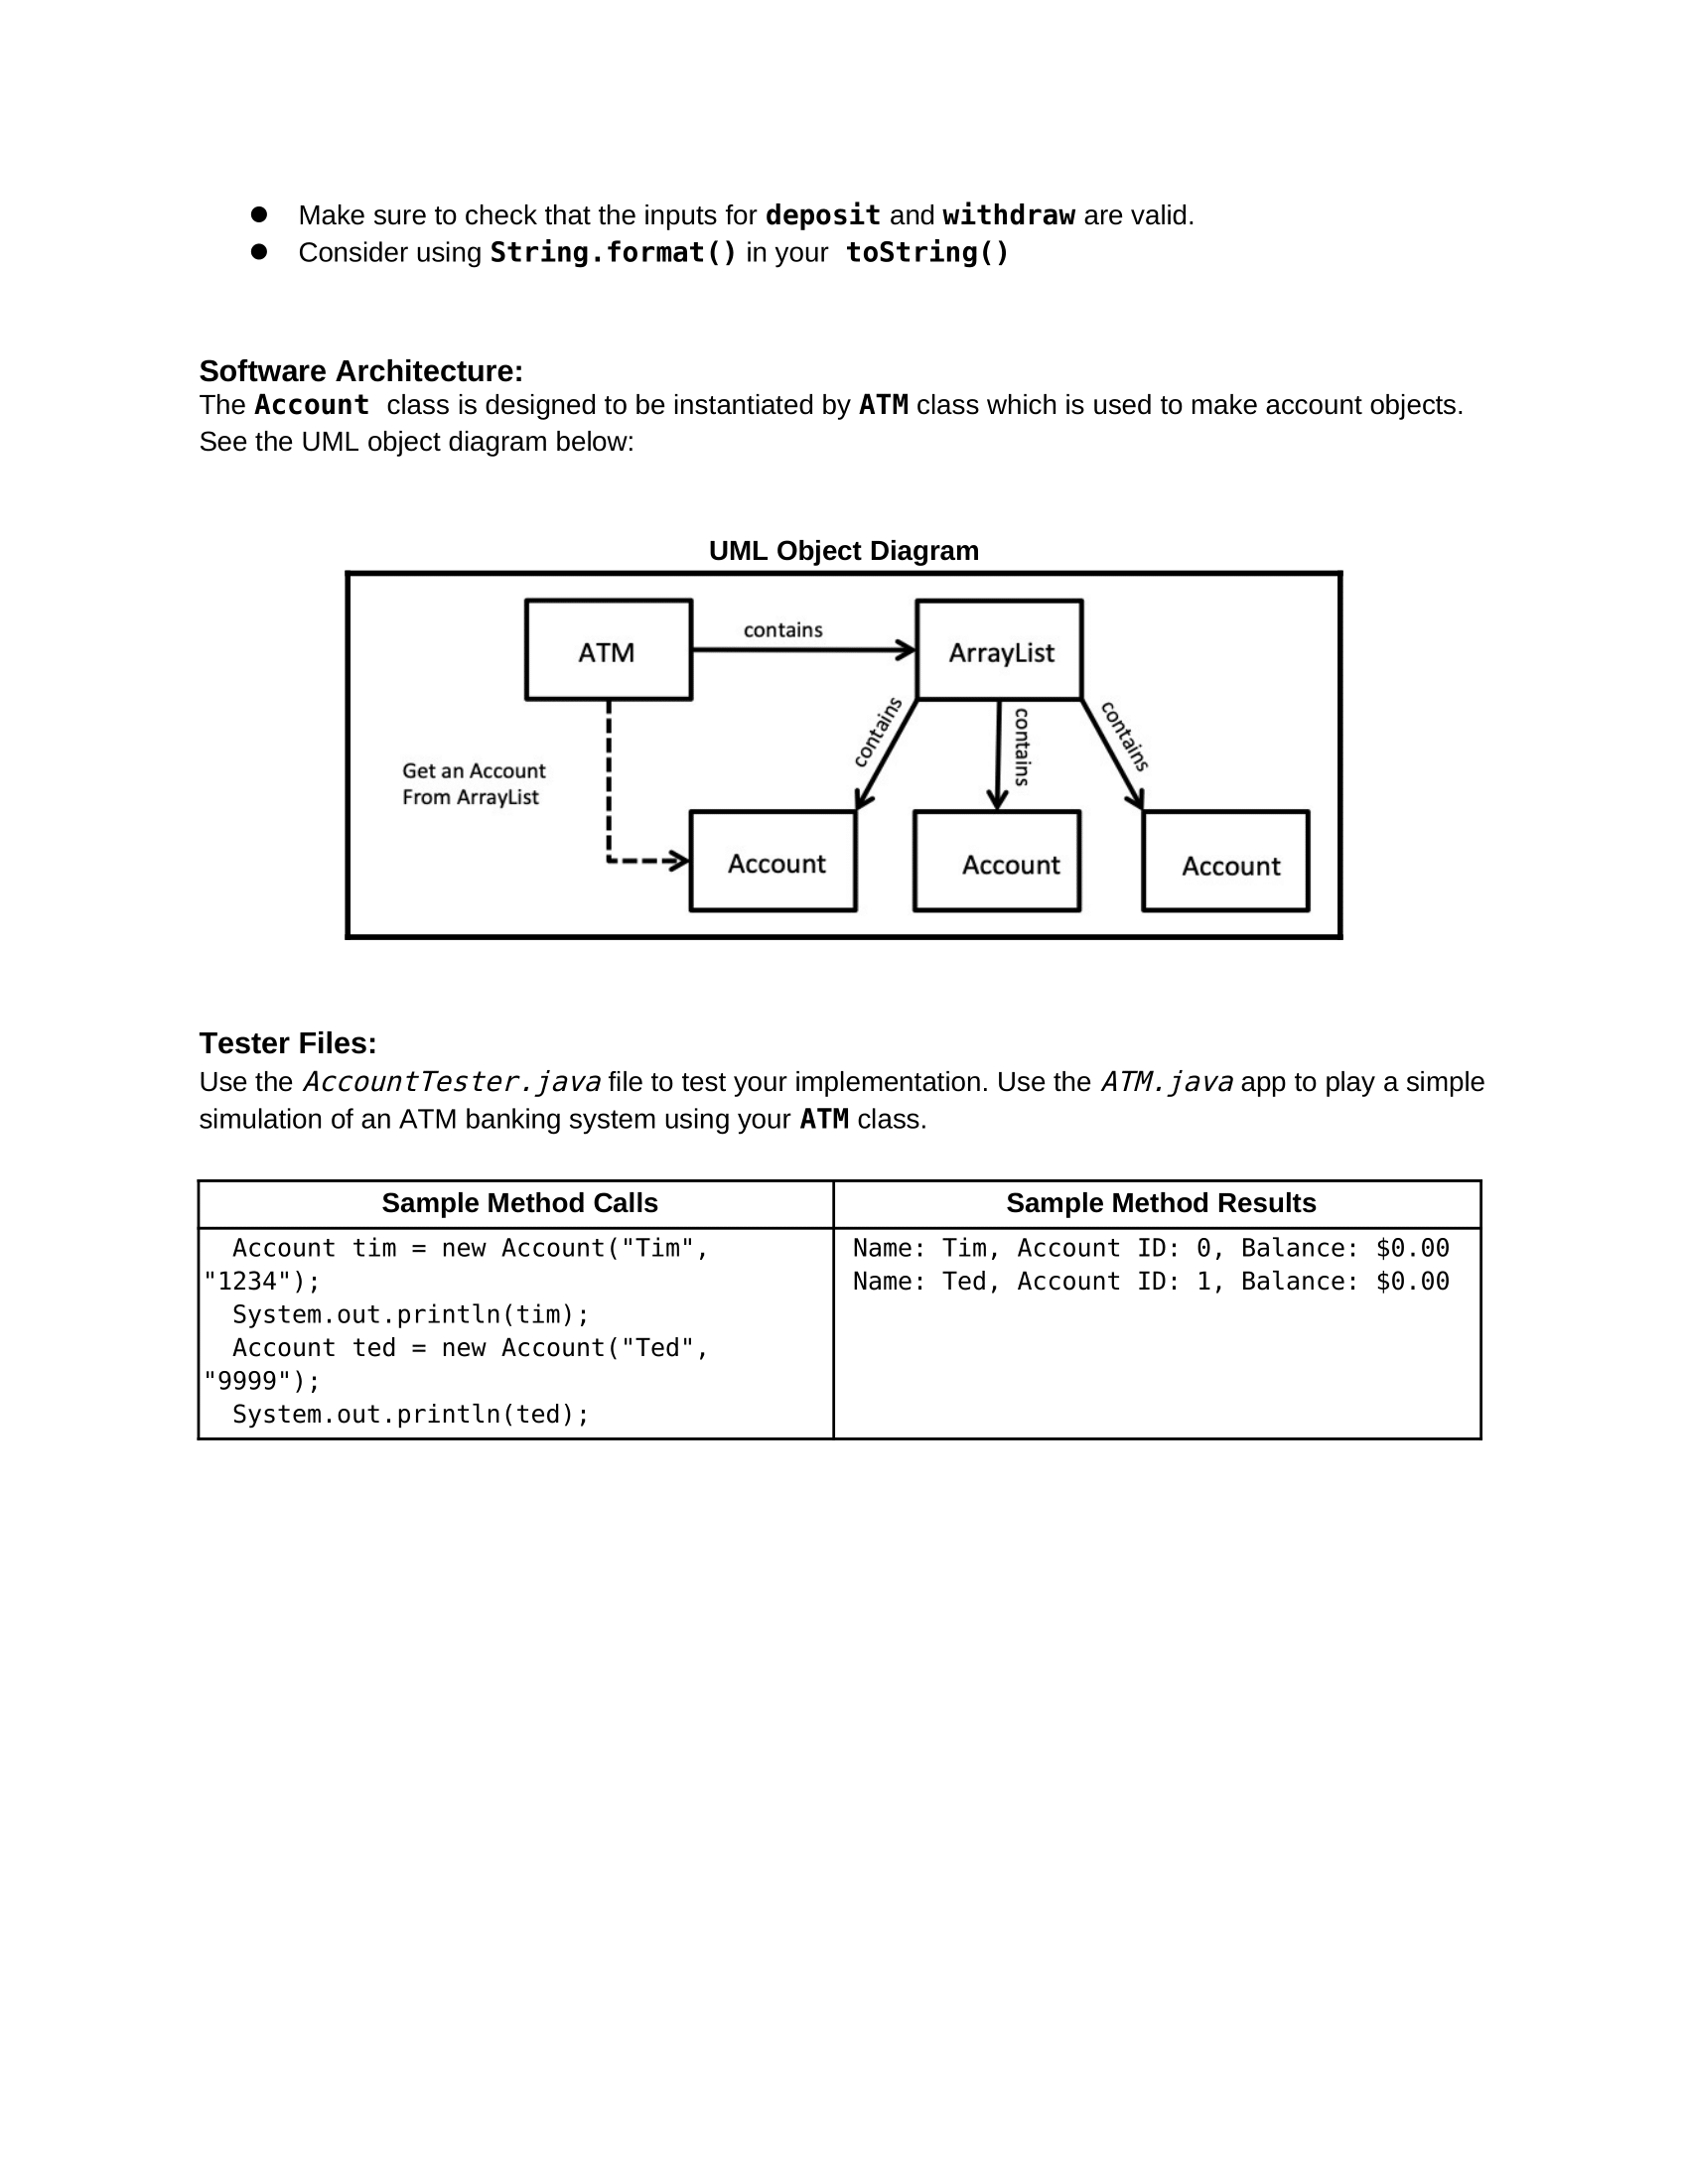 ● Make sure to check that the inputs for deposit and withdraw are valid.
● Consider using String.format() in your toString()
Software Architecture:
The Account class is designed to be instantiated by ATM class which is used to make account objects.
See the UML object diagram below:
UML Object Diagram
ATM
contains
ArrayList
contains
contains
contains
Get an Account
From ArrayList
Account
Account
Account
Tester Files:
Use the AccountTester.java file to test your implementation. Use the ATM.java app to play a simple
simulation of an ATM banking system using your ATM class.
Sample Method Calls
Account tim = new Account("Tim",
"1234");
System.out.println(tim);
Account ted = new Account("Ted",
"9999");
System.out.println(ted);
Sample Method Results
Name: Tim, Account ID: 0, Balance: $0.00
Name: Ted, Account ID: 1, Balance: $0.00